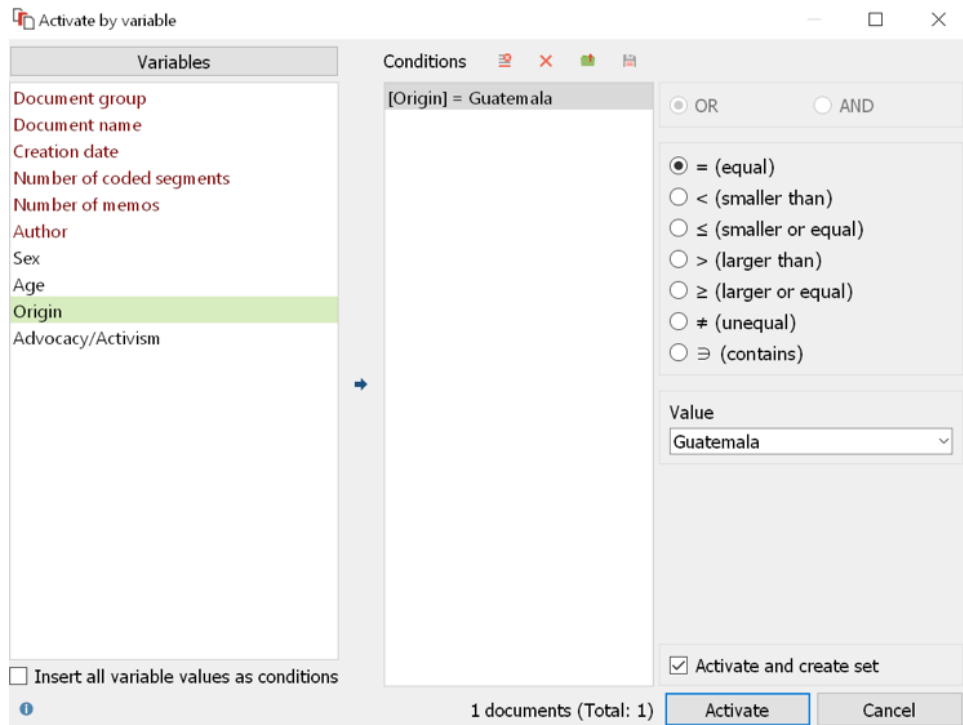 Activate by variable
Variables
Document group
Document name
Creation date
Number of coded segments
Number of memos
Author
Sex
Age
Origin
Advocacy/Activism
Insert all variable values as conditions
Conditions
[Origin] = Guatemala
OR AND
= (equal)
< (smaller than)
≤ (smaller or equal)
> (larger than)
≥ (larger or equal)
≠ (unequal)
∋ (contains)
Value
Guatemala
Activate and create set
1 documents (Total: 1) Activate Cancel